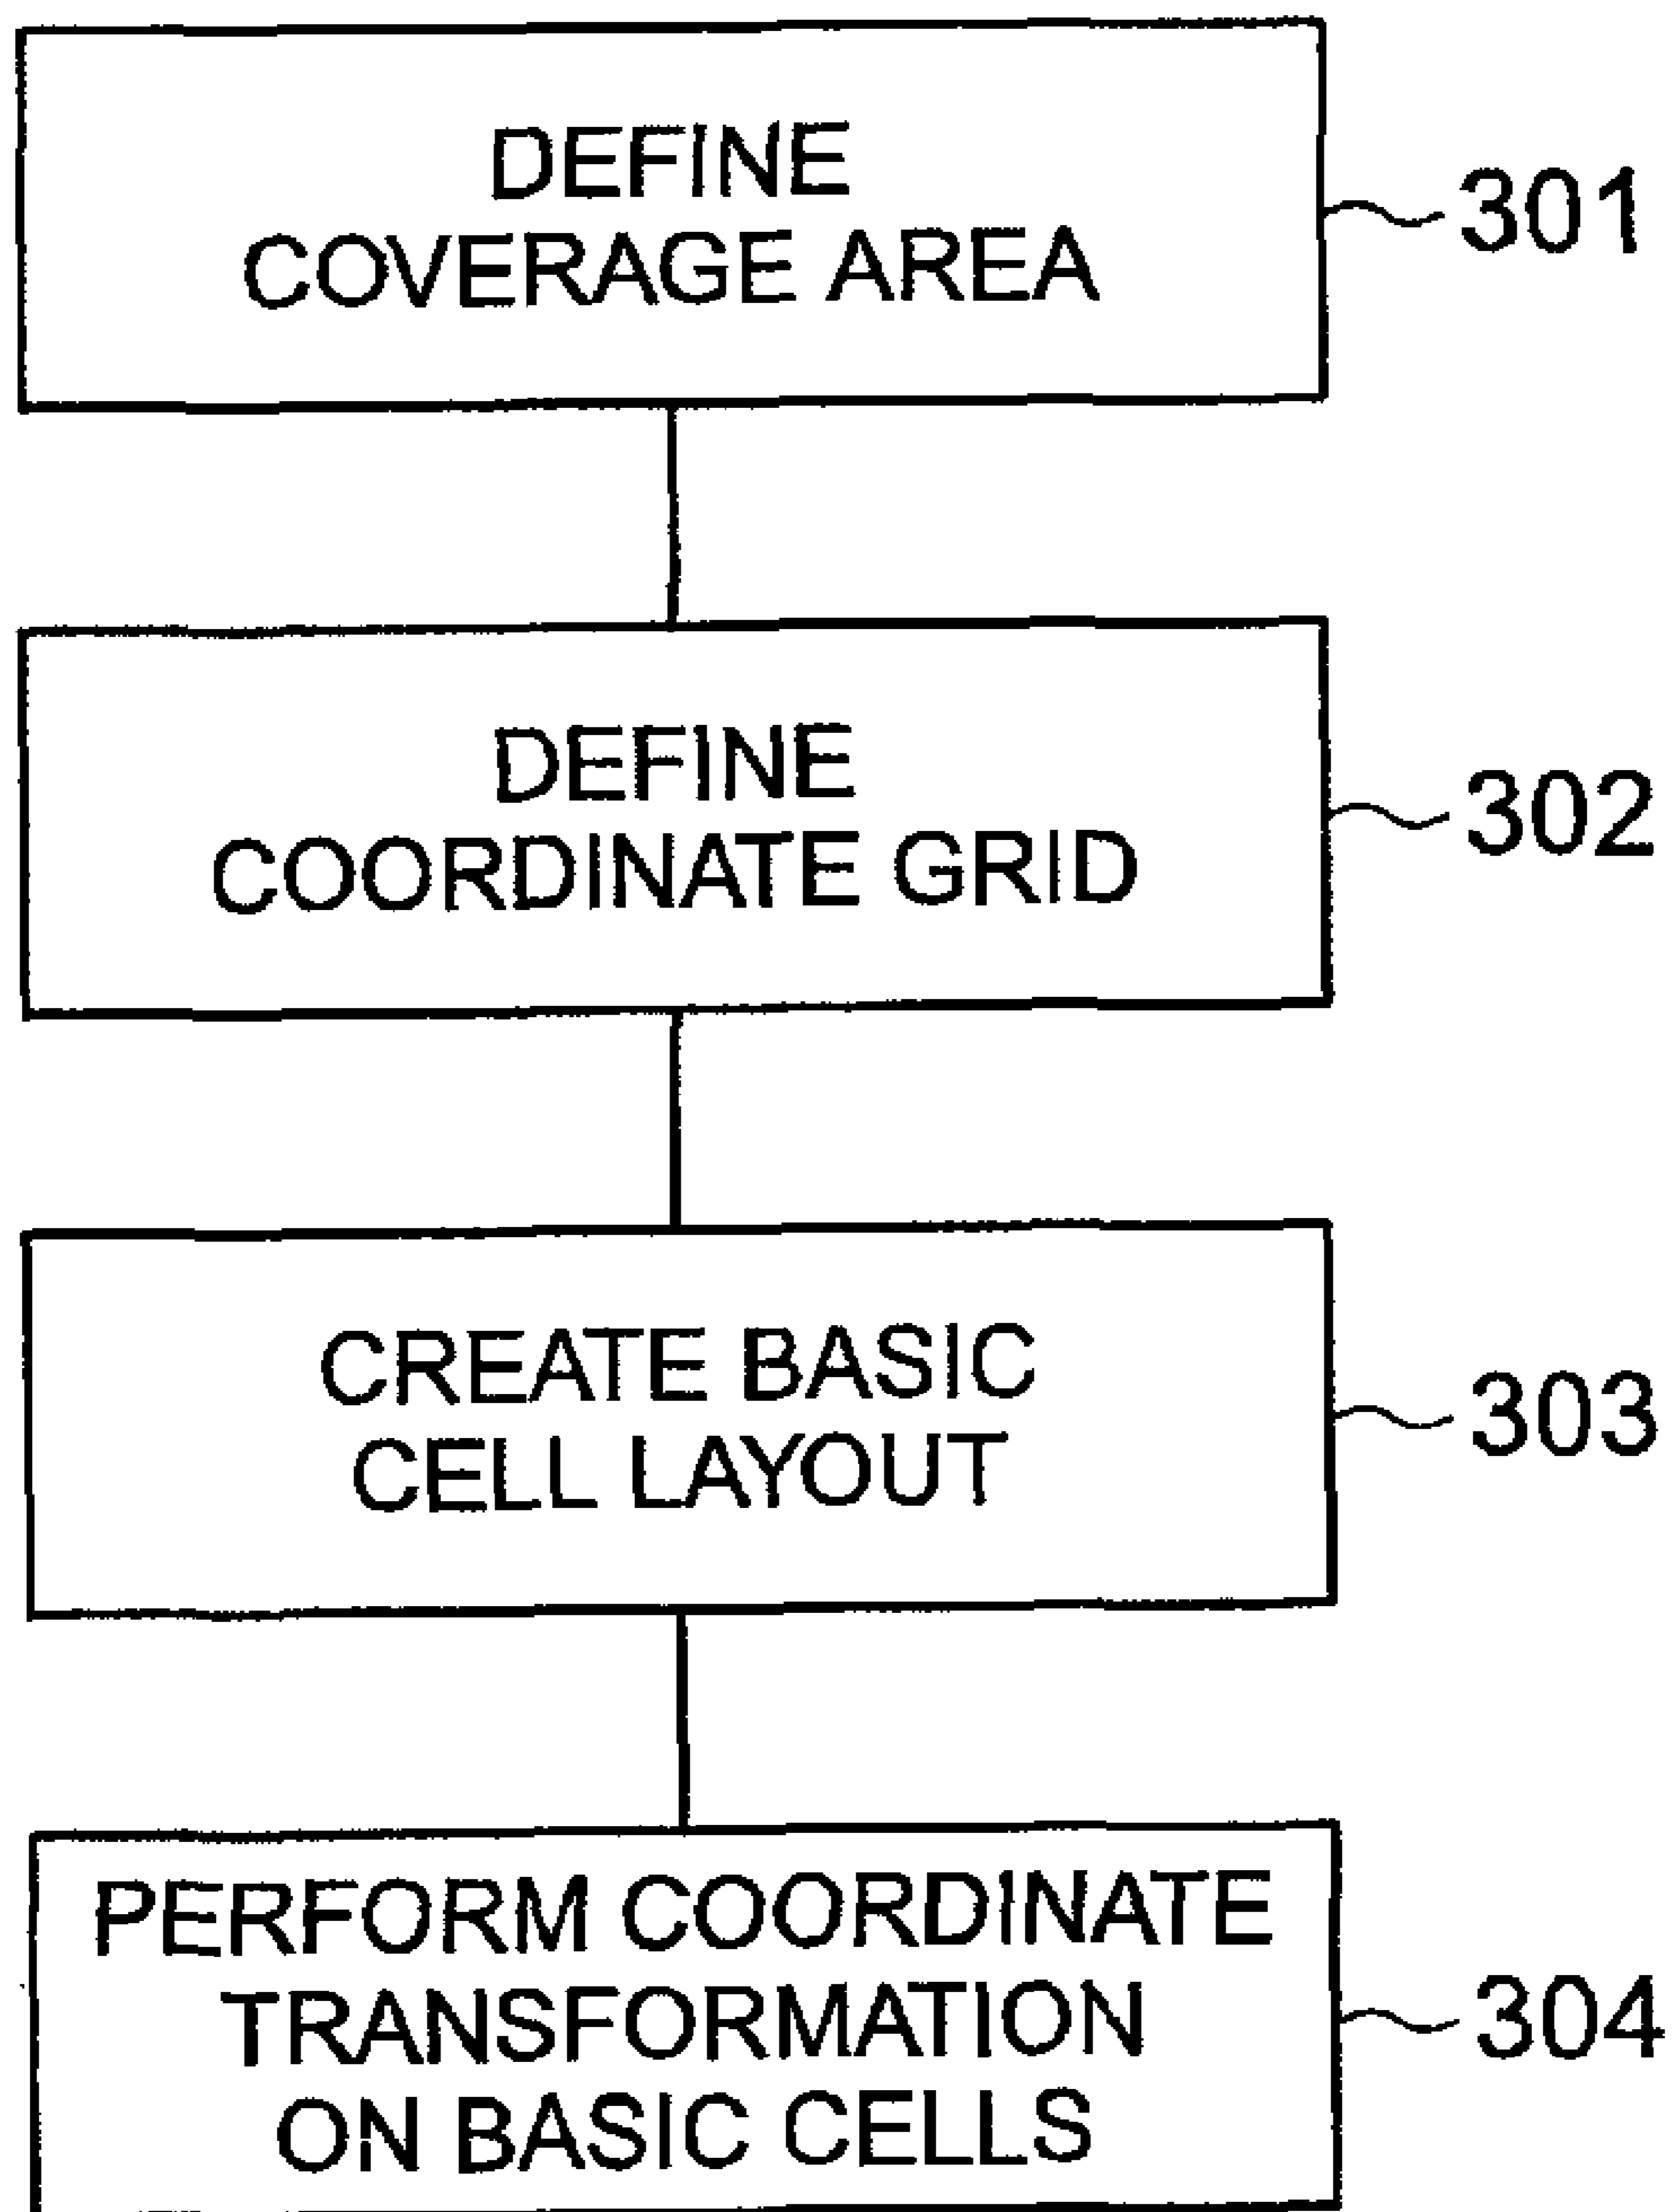 DEFINE
COVERAGE AREA
301
DEFINE
COORDINATE GRID
302
CREATE BASIC
CELL LAYOUT
303
PERFORM COORDINATE
TRANSFORMATION
ON BASIC CELLS
304